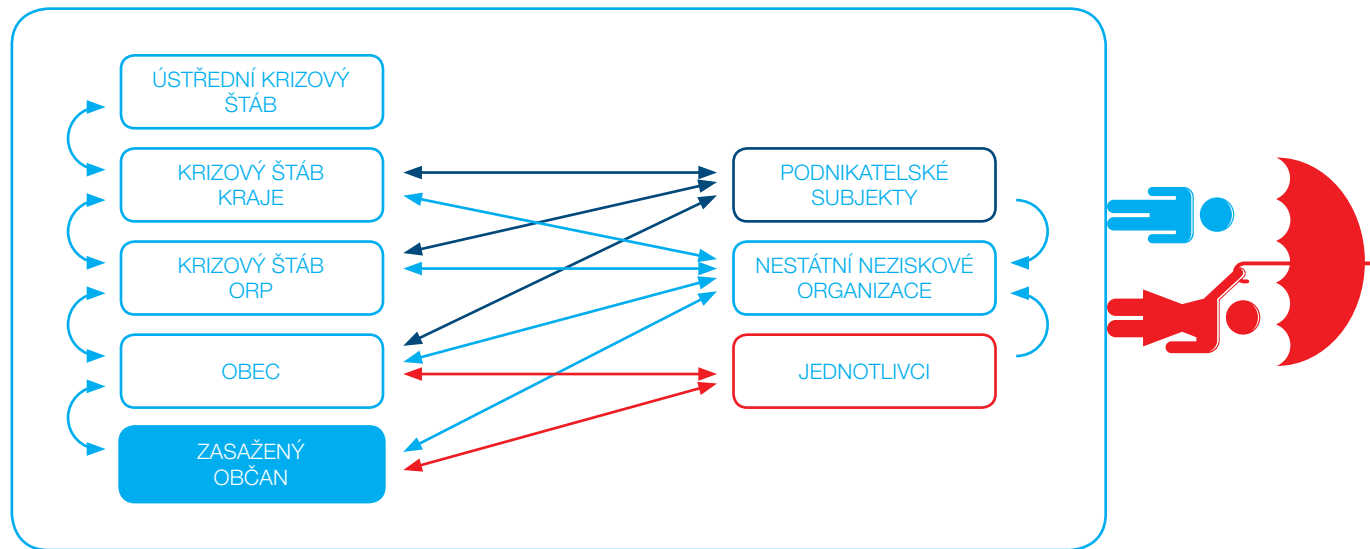 ÚSTŘEDNÍ KRIZOVÝ
ŠTÁB
KRIZOVÝ ŠTÁB
KRAJE
KRIZOVÝ ŠTÁB
ORP
OBEC
ZASAŽENÝ
OBČAN
PODNIKATELSKÉ
SUBJEKTY
NESTÁTNÍ NEZISKOVÉ
ORGANIZACE
JEDNOTLIVCI